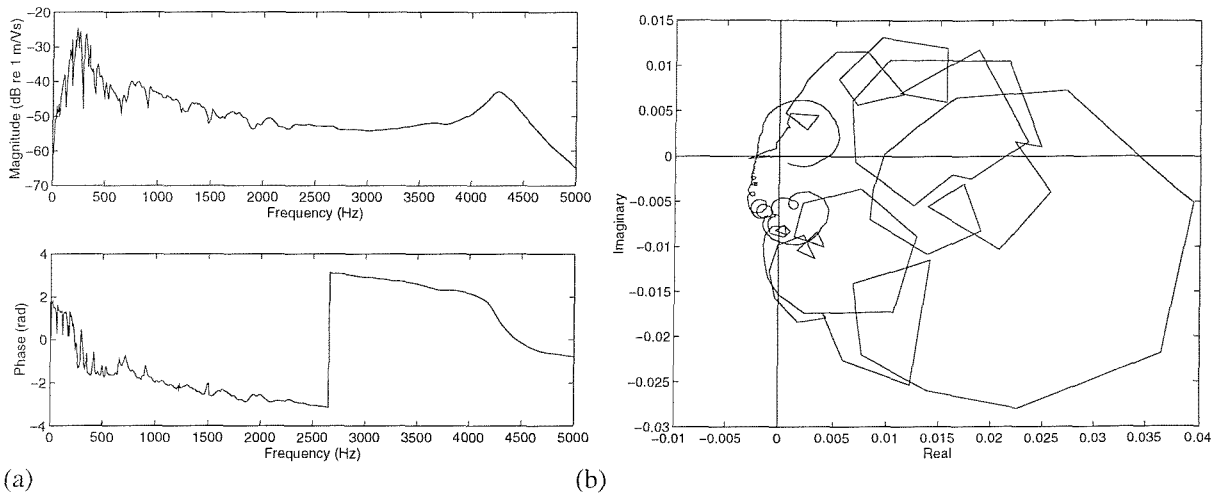 −20
−30
−40
−50
−60
−70
Magnitude (dB re 1 m/Vs)
0 500 1000 1500 2000 2500 3000 3500 4000 4500 5000
Frequency (Hz)
4
2
0
−2
−4
Phase (rad)
0 500 1000 1500 2000 2500 3000 3500 4000 4500 5000
Frequency (Hz)
(a)
0.015
0.01
0.005
0
−0.005
−0.01
−0.015
−0.02
−0.025
−0.03
Imaginary
−0.01 −0.005 0 0.005 0.01 0.015 0.02 0.025 0.03 0.035 0.04
Real
(b)